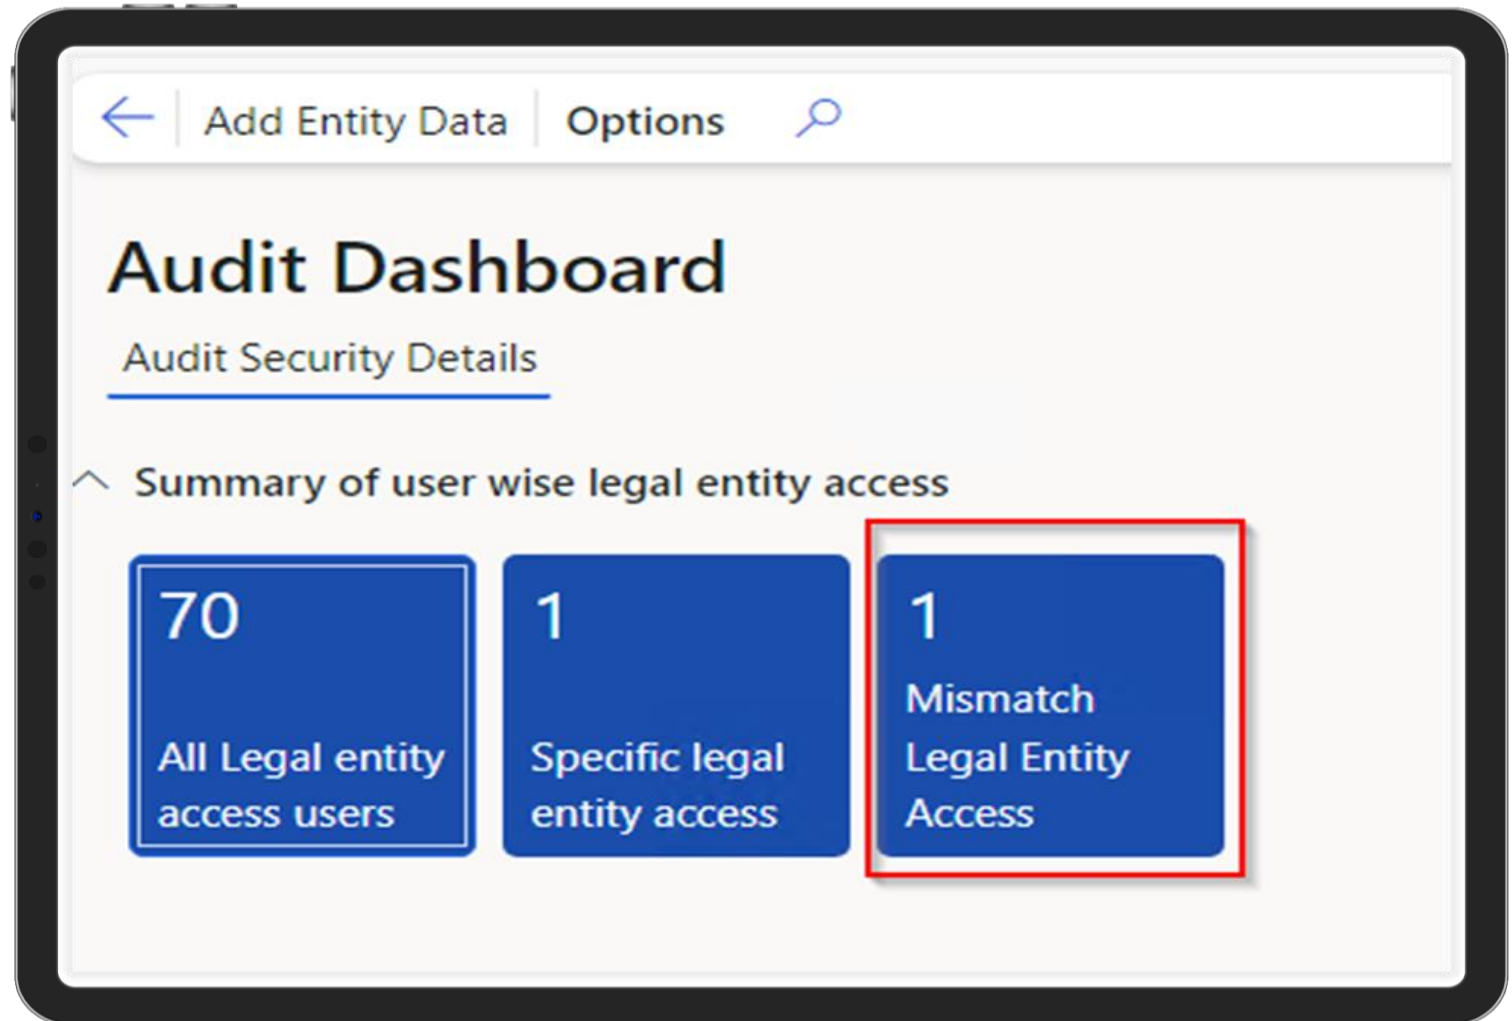 Add Entity Data Options
Audit Dashboard
Audit Security Details
Summary of user wise legal entity access
70
All Legal entity
access users
1
Specific legal
entity access
1
Mismatch
Legal Entity
Access